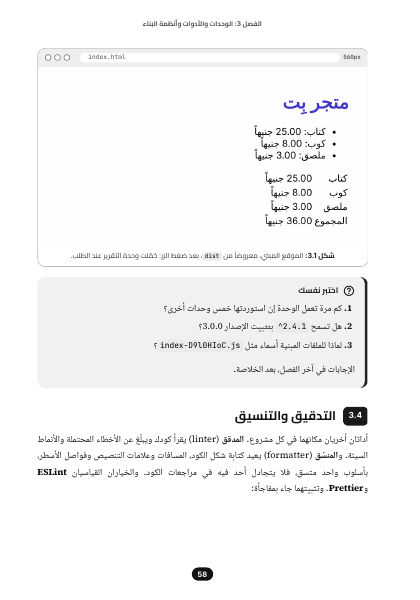 الفصل 3: الوحدات والأدوات وأنظمة البناء
index.html
560px
متجر بِت
• كتاب: 25.00 جنيهاً
• كوب: 8.00 جنيهاً
• ملصق: 3.00 جنيهاً
كتاب 25.00 جنيهاً
كوب 8.00 جنيهاً
ملصق 3.00 جنيهاً
المجموع 36.00 جنيهاً
شكل 3.1: الموقع المبني، معروضاً من dist، بعد ضغط الزر: حُمّلت وحدة التقرير عند الطلب.
اختبر نفسك
1. كم مرة تعمل الوحدة إن استوردتها خمس وحدات أخرى؟
2. هل تسمح ^2.4.1 بتثبيت الإصدار 3.0.0؟
3. لماذا للملفات المبنية أسماء مثل index-D9l0HIoC.js؟
الإجابات في آخر الفصل، بعد الخلاصة.
3.4 التدقيق والتنسيق
أداتان أخريان مكانهما في كل مشروع. المدقق (linter) يقرأ كودك ويبلّغ عن الأخطاء المحتملة والأنماط
السيئة. والمنسّق (formatter) يعيد كتابة شكل الكود، المسافات وعلامات التنصيص وفواصل الأسطر،
بأسلوب واحد متسق، فلا يتجادل أحد فيه في مراجعات الكود. والخياران القياسيان ESLint
وPrettier. وتثبيتهما جاء بمفاجأة:
58